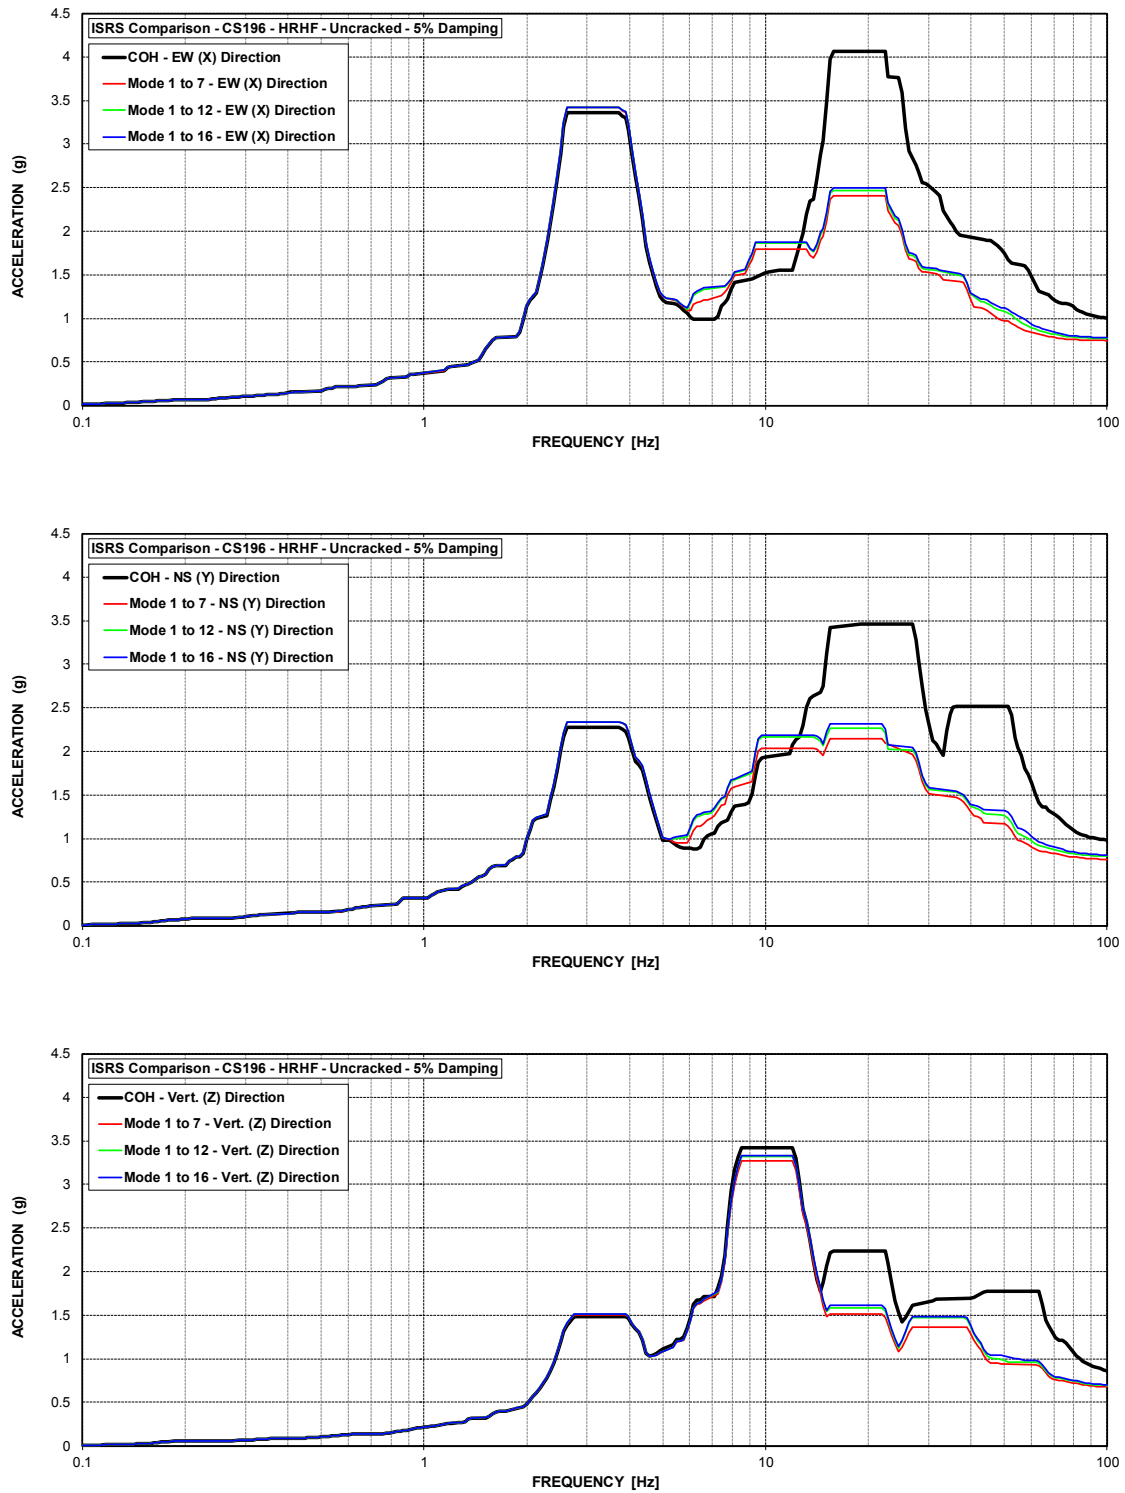 ISRS Comparison - CS196 - HRHF - Uncracked - 5% Damping
COH - EW (X) Direction
Mode 1 to 7 - EW (X) Direction
Mode 1 to 12 - EW (X) Direction
Mode 1 to 16 - EW (X) Direction
4.5
4
3.5
3
2.5
2
1.5
1
0.5
0
ACCELERATION (g)
0.1 1 10 100
FREQUENCY [Hz]
ISRS Comparison - CS196 - HRHF - Uncracked - 5% Damping
COH - NS (Y) Direction
Mode 1 to 7 - NS (Y) Direction
Mode 1 to 12 - NS (Y) Direction
Mode 1 to 16 - NS (Y) Direction
4.5
4
3.5
3
2.5
2
1.5
1
0.5
0
ACCELERATION (g)
0.1 1 10 100
FREQUENCY [Hz]
ISRS Comparison - CS196 - HRHF - Uncracked - 5% Damping
COH - Vert. (Z) Direction
Mode 1 to 7 - Vert. (Z) Direction
Mode 1 to 12 - Vert. (Z) Direction
Mode 1 to 16 - Vert. (Z) Direction
4.5
4
3.5
3
2.5
2
1.5
1
0.5
0
ACCELERATION (g)
0.1 1 10 100
FREQUENCY [Hz]